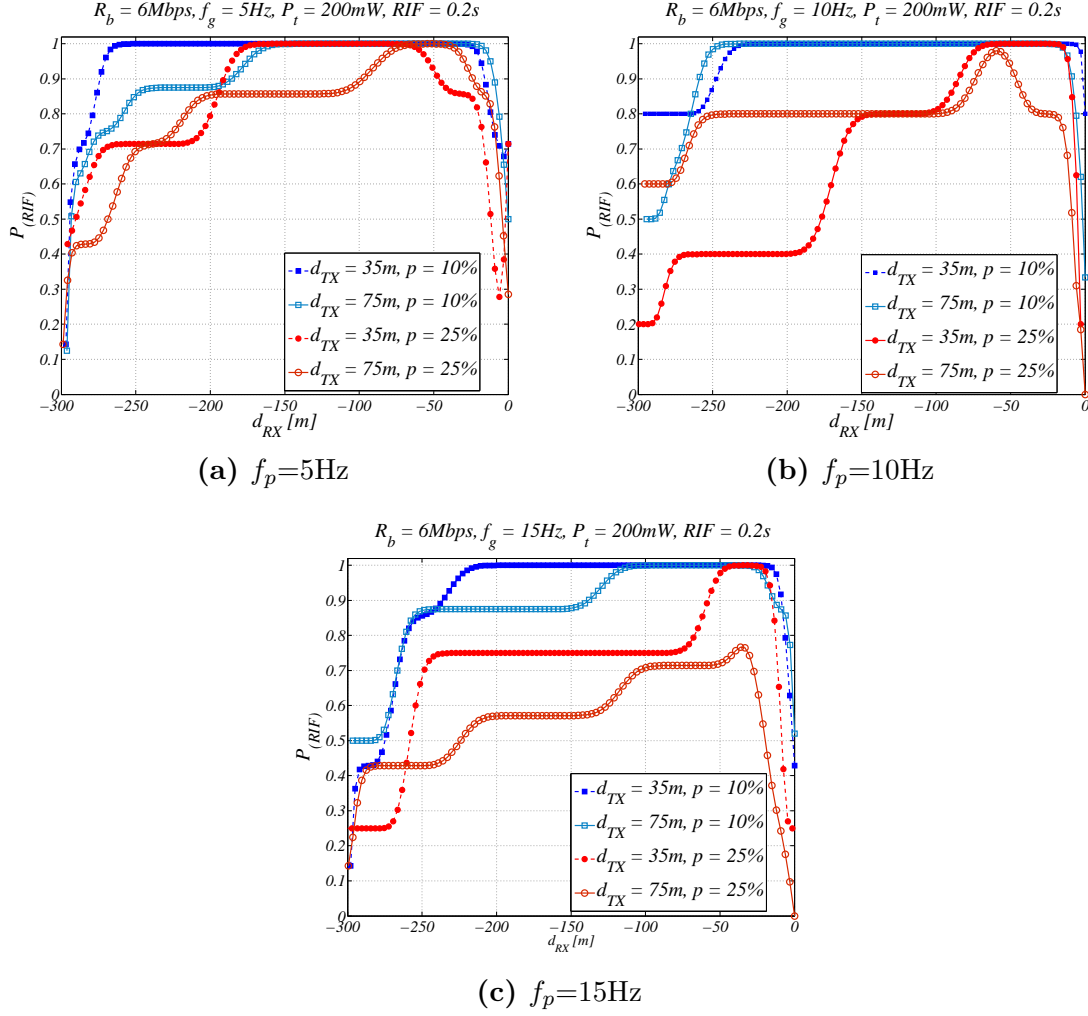 R_b = 6Mbps, f_g = 5Hz, P_t = 200mW, RIF = 0.2s
1
0.9
0.8
0.7
0.6
0.5
0.4
0.3
0.2
0.1
0
P_(RIF)
d_TX = 35m, p = 10%
d_TX = 75m, p = 10%
d_TX = 35m, p = 25%
d_TX = 75m, p = 25%
−300 −250 −200 −150 −100 −50 0
d_RX [m]
(a) f_p=5Hz
R_b = 6Mbps, f_g = 10Hz, P_t = 200mW, RIF = 0.2s
1
0.9
0.8
0.7
0.6
0.5
0.4
0.3
0.2
0.1
0
P_(RIF)
d_TX = 35m, p = 10%
d_TX = 75m, p = 10%
d_TX = 35m, p = 25%
d_TX = 75m, p = 25%
−300 −250 −200 −150 −100 −50 0
d_RX [m]
(b) f_p=10Hz
R_b = 6Mbps, f_g = 15Hz, P_t = 200mW, RIF = 0.2s
1
0.9
0.8
0.7
0.6
0.5
0.4
0.3
0.2
0.1
0
P_(RIF)
d_TX = 35m, p = 10%
d_TX = 75m, p = 10%
d_TX = 35m, p = 25%
d_TX = 75m, p = 25%
−300 −250 −200 −150 −100 −50 0
d_RX [m]
(c) f_p=15Hz